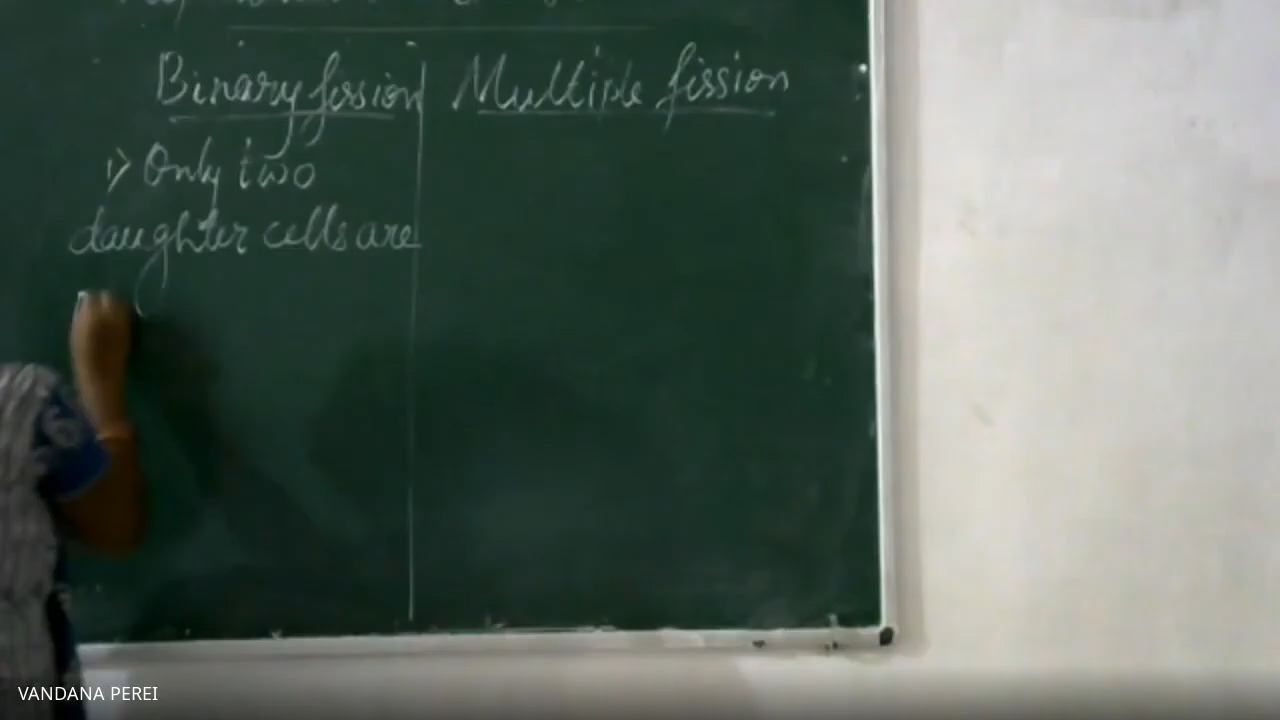 Binary fission Multiple fission
1> Only two
daughter cells are
VANDANA PEREI